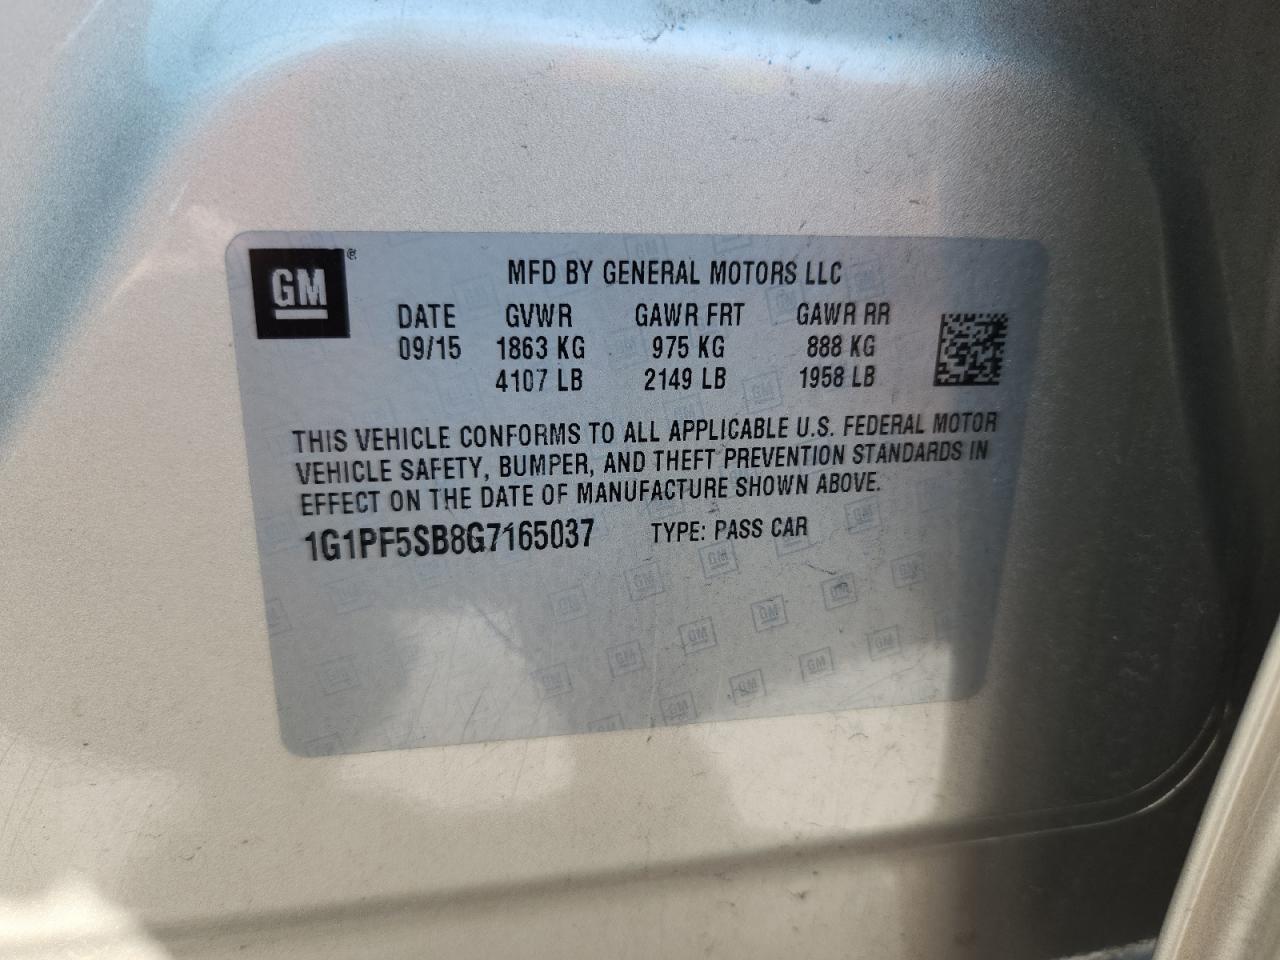 GM®
MFD BY GENERAL MOTORS LLC
DATE GVWR GAWR FRT GAWR RR
09/15 1863 KG 975 KG 888 KG
4107 LB 2149 LB 1958 LB
THIS VEHICLE CONFORMS TO ALL APPLICABLE U.S. FEDERAL MOTOR
VEHICLE SAFETY, BUMPER, AND THEFT PREVENTION STANDARDS IN
EFFECT ON THE DATE OF MANUFACTURE SHOWN ABOVE.
1G1PF5SB8G7165037 TYPE: PASS CAR